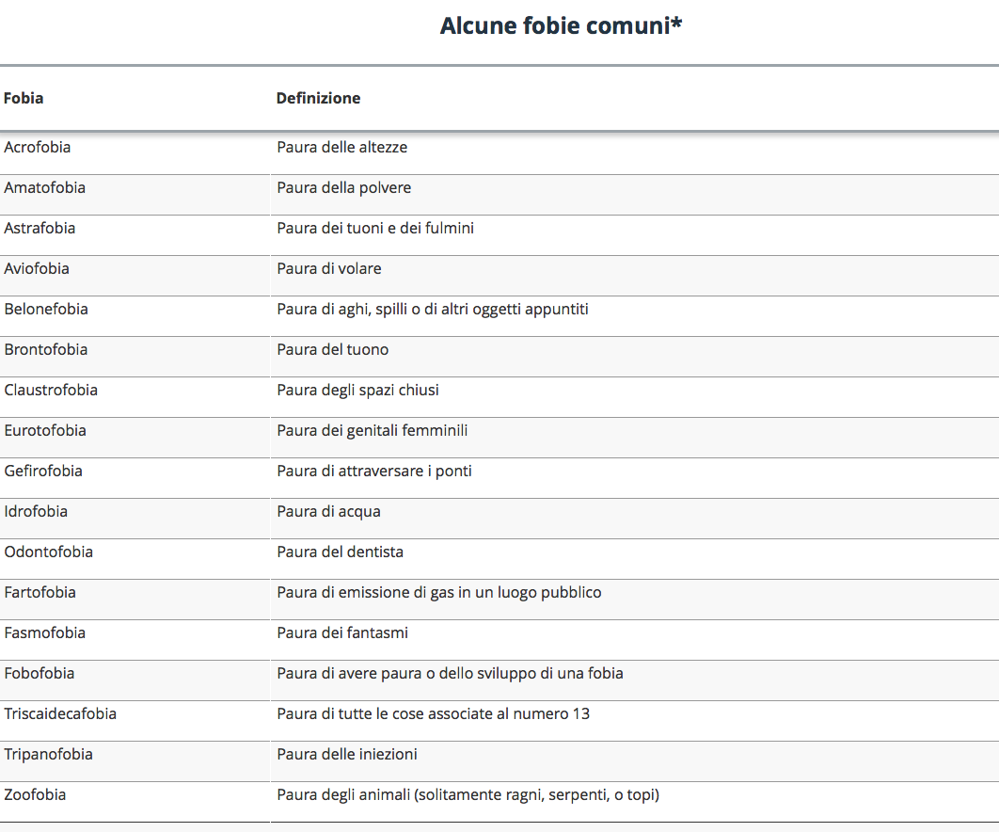 Alcune fobie comuni*
Fobia Definizione
Acrofobia Paura delle altezze
Amatofobia Paura della polvere
Astrafobia Paura dei tuoni e dei fulmini
Aviofobia Paura di volare
Belonefobia Paura di aghi, spilli o di altri oggetti appuntiti
Brontofobia Paura del tuono
Claustrofobia Paura degli spazi chiusi
Eurotofobia Paura dei genitali femminili
Gefirofobia Paura di attraversare i ponti
Idrofobia Paura di acqua
Odontofobia Paura del dentista
Fartofobia Paura di emissione di gas in un luogo pubblico
Fasmofobia Paura dei fantasmi
Fobofobia Paura di avere paura o dello sviluppo di una fobia
Triscaidecafobia Paura di tutte le cose associate al numero 13
Tripanofobia Paura delle iniezioni
Zoofobia Paura degli animali (solitamente ragni, serpenti, o topi)